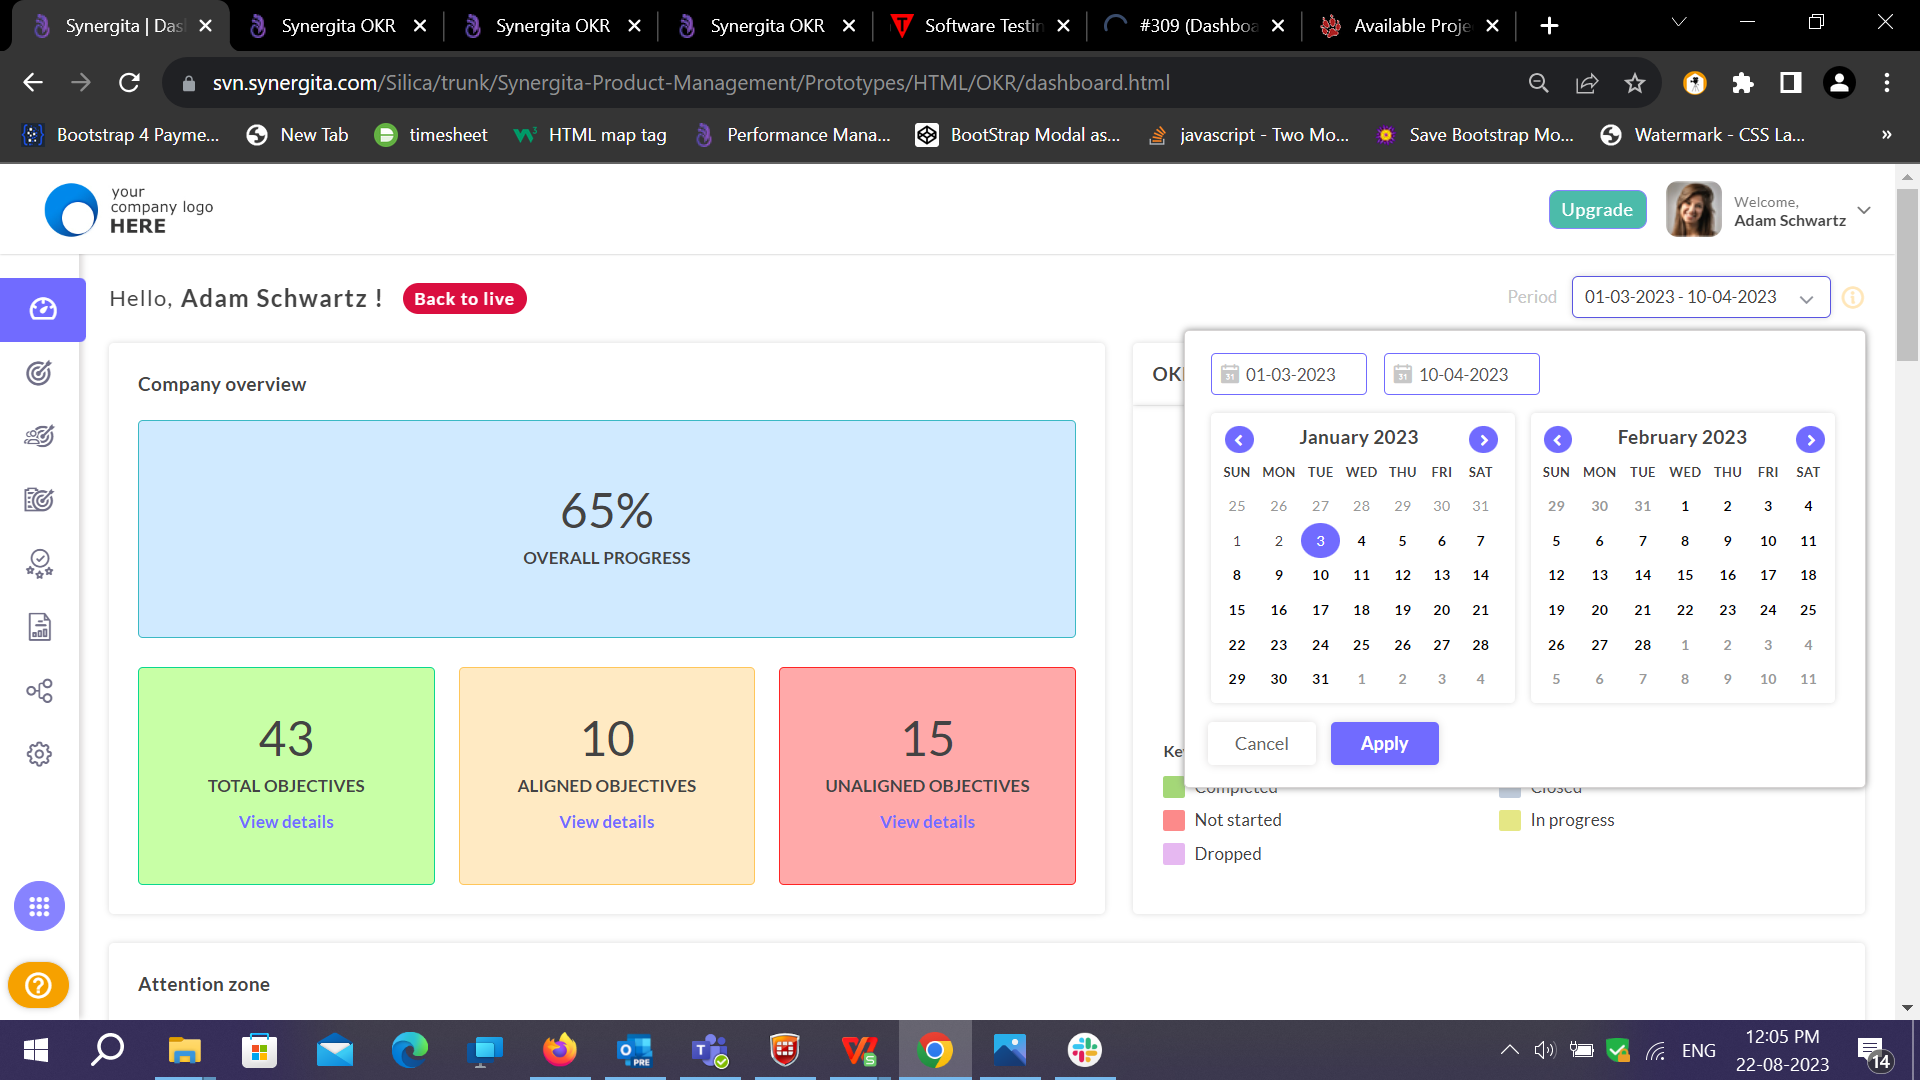 Synergita | Das
Synergita OKR
Synergita OKR
Synergita OKR
Software Testin
#309 (Dashboa
Available Proje
svn.synergita.com/Silica/trunk/Synergita-Product-Management/Prototypes/HTML/OKR/dashboard.html
Bootstrap 4 Payme...
New Tab
timesheet
HTML map tag
Performance Mana...
BootStrap Modal as...
javascript - Two Mo...
Save Bootstrap Mo...
Watermark - CSS La...
»
your
company logo
HERE
Upgrade
Welcome,
Adam Schwartz
Hello, Adam Schwartz !
Back to live
Period
01-03-2023 - 10-04-2023
Company overview
65%
OVERALL PROGRESS
43
TOTAL OBJECTIVES
View details
10
ALIGNED OBJECTIVES
View details
15
UNALIGNED OBJECTIVES
View details
OK
01-03-2023
10-04-2023
January 2023
SUN MON TUE WED THU FRI SAT
25 26 27 28 29 30 31
1 2 3 4 5 6 7
8 9 10 11 12 13 14
15 16 17 18 19 20 21
22 23 24 25 26 27 28
29 30 31 1 2 3 4
February 2023
SUN MON TUE WED THU FRI SAT
29 30 31 1 2 3 4
5 6 7 8 9 10 11
12 13 14 15 16 17 18
19 20 21 22 23 24 25
26 27 28 1 2 3 4
5 6 7 8 9 10 11
Cancel
Apply
Ke
Completed
Closed
Not started
In progress
Dropped
Attention zone
ENG
12:05 PM
22-08-2023
14